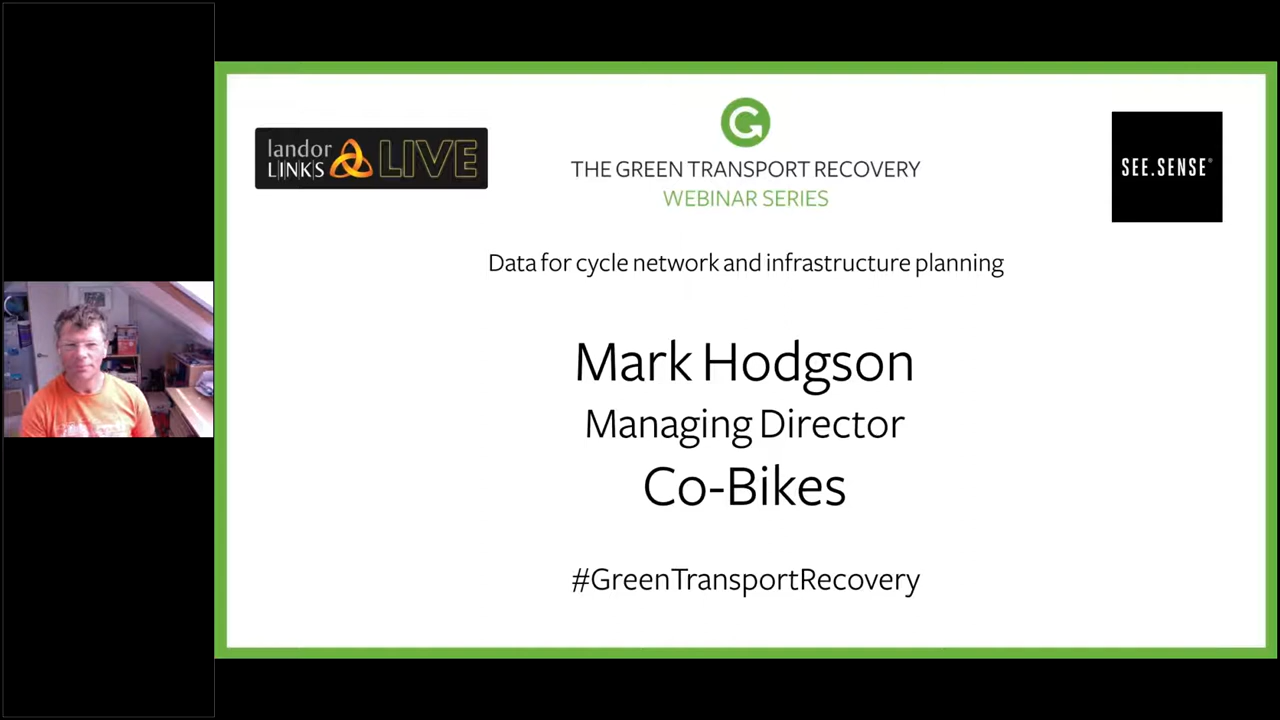 landor
LINKS LIVE
THE GREEN TRANSPORT RECOVERY
WEBINAR SERIES
SEE.SENSE®
Data for cycle network and infrastructure planning
Mark Hodgson
Managing Director
Co-Bikes
#GreenTransportRecovery